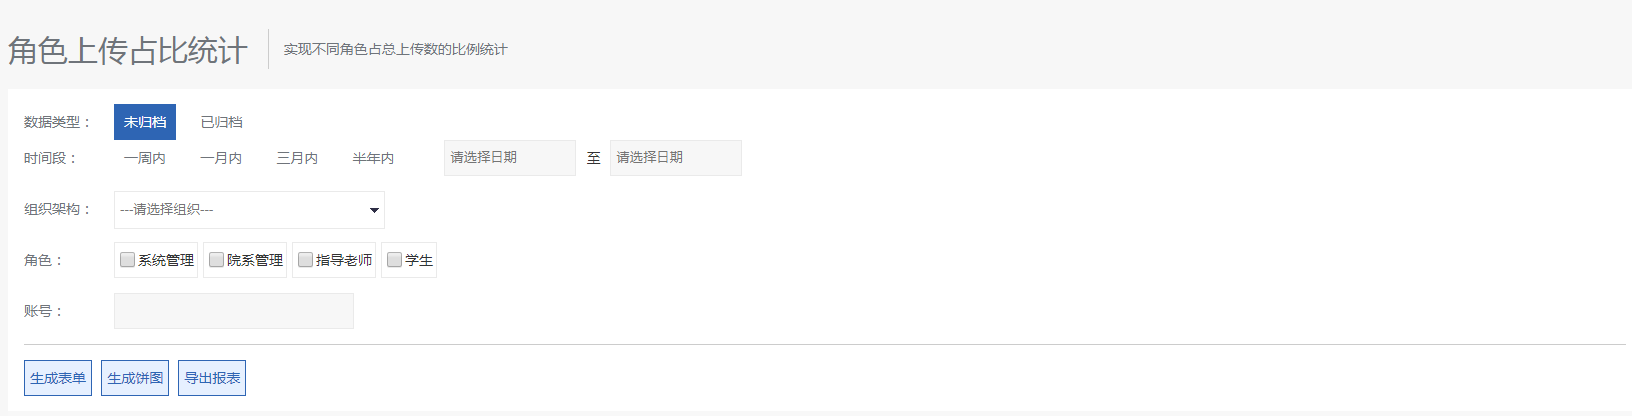 角色上传占比统计 实现不同角色占总上传数的比例统计
数据类型： 未归档 已归档
时间段： 一周内 一月内 三月内 半年内 请选择日期 至 请选择日期
组织架构： ---请选择组织---
角色： 系统管理 院系管理 指导老师 学生
账号：
生成表单 生成饼图 导出报表